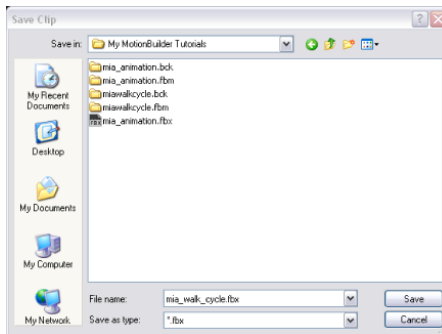 Save Clip
Save in:
My MotionBuilder Tutorials
mia_animation.bck
mia_animation.fbm
miawalkcycle.bck
miawalkcycle.fbm
mia_animation.fbx
My Recent
Documents
Desktop
My Documents
My Computer
My Network
File name:
mia_walk_cycle.fbx
Save
Save as type:
*.fbx
Cancel